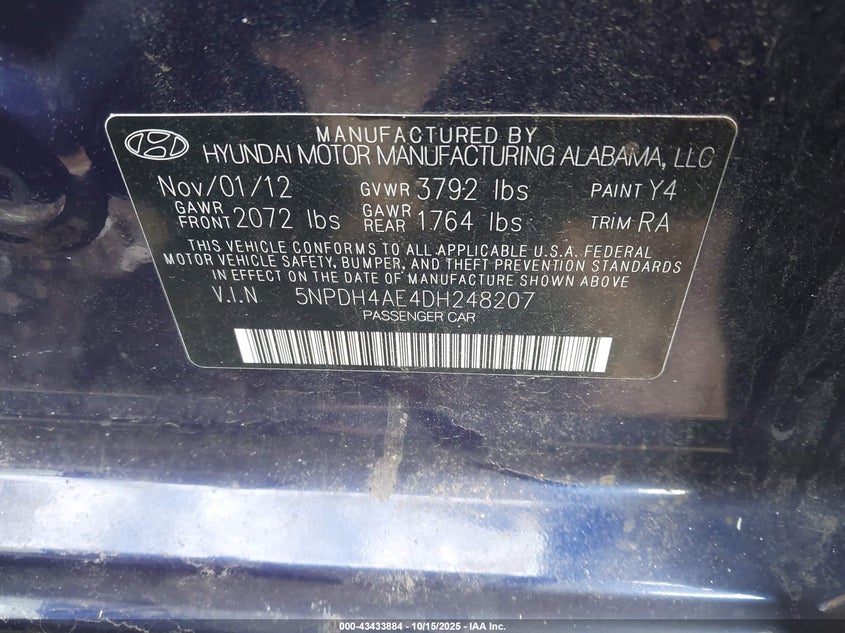 MANUFACTURED BY
HYUNDAI MOTOR MANUFACTURING ALABAMA, LLC
Nov/01/12 GVWR 3792 lbs PAINT Y4
GAWR FRONT 2072 lbs GAWR REAR 1764 lbs TRIM RA
THIS VEHICLE CONFORMS TO ALL APPLICABLE U.S.A. FEDERAL
MOTOR VEHICLE SAFETY, BUMPER, AND THEFT PREVENTION STANDARDS
IN EFFECT ON THE DATE OF MANUFACTURE SHOWN ABOVE
V.I.N 5NPDH4AE4DH248207
PASSENGER CAR
000-43433884 - 10/15/2025 - IAA Inc.